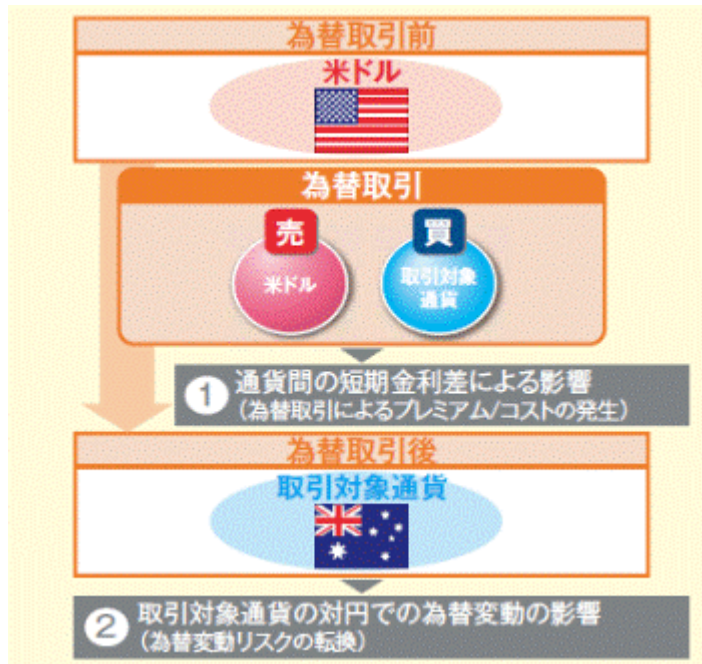 為替取引前
米ドル
為替取引
売
買
米ドル
取引対象
通貨
1 通貨間の短期金利差による影響
(為替取引によるプレミアム/コストの発生)
為替取引後
取引対象通貨
2 取引対象通貨の対円での為替変動の影響
(為替変動リスクの転換)